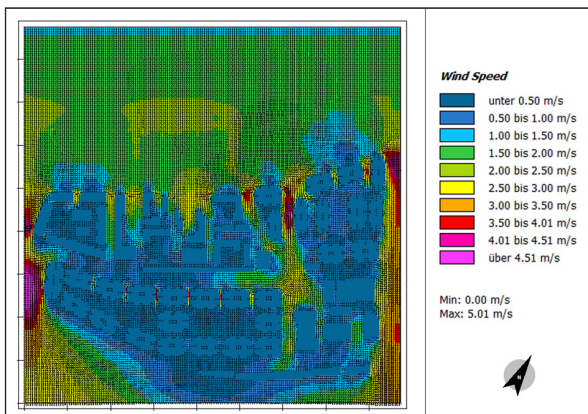 Wind Speed
unter 0.50 m/s
0.50 bis 1.00 m/s
1.00 bis 1.50 m/s
1.50 bis 2.00 m/s
2.00 bis 2.50 m/s
2.50 bis 3.00 m/s
3.00 bis 3.50 m/s
3.50 bis 4.01 m/s
4.01 bis 4.51 m/s
über 4.51 m/s
Min: 0.00 m/s
Max: 5.01 m/s